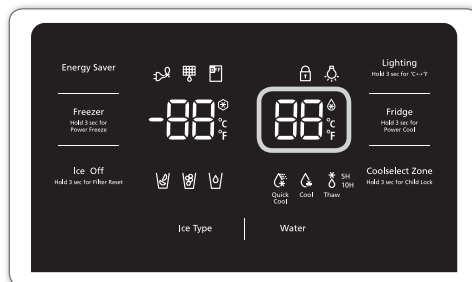 Energy Saver
Lighting
Hold 3 sec for °C↔°F
Freezer
Hold 3 sec for
Power Freeze
-88 °C
°F
88 °C
°F
Fridge
Hold 3 sec for
Power Cool
Ice Off
Hold 3 sec for Filter Reset
Quick
Cool
Cool
Thaw
5H
10H
Coolselect Zone
Hold 3 sec for Child Lock
Ice Type
Water